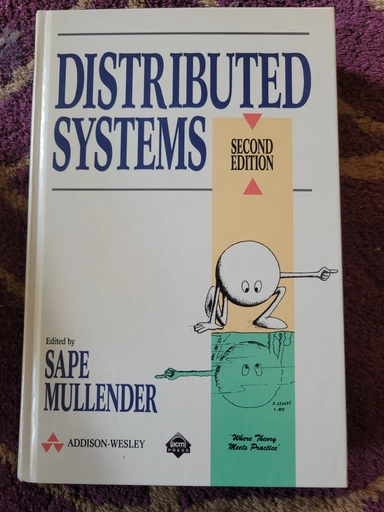 DISTRIBUTED
SYSTEMS
SECOND
EDITION
Edited by
SAPE
MULLENDER
ADDISON-WESLEY
acm
PRESS
'Where Theory
Meets Practice'